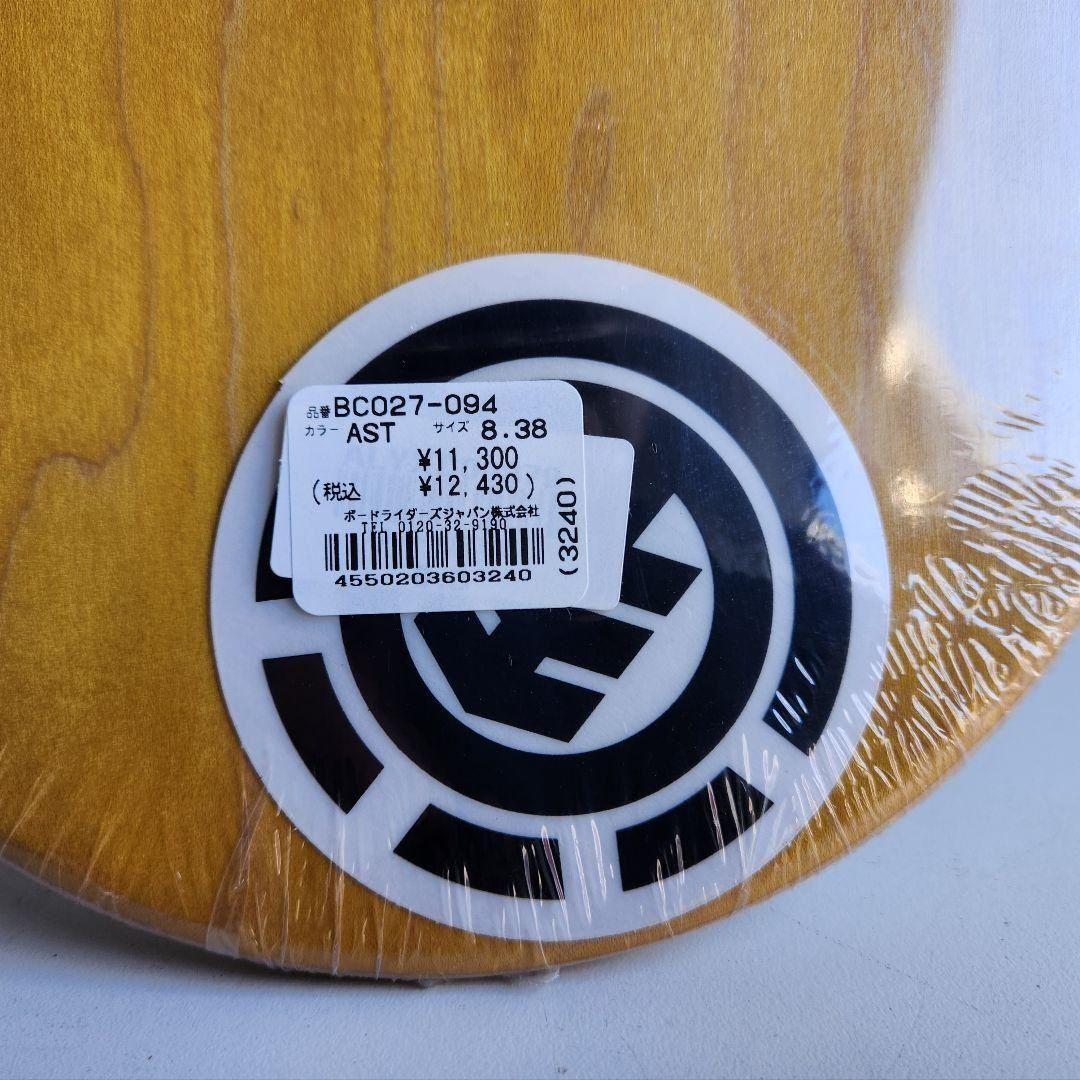 品番 BC027-094
カラー AST サイズ 8.38
¥11,300
(税込 ¥12,430)
ボードライダーズジャパン株式会社
TEL 0120-32-9190
4550203603240
(3240)